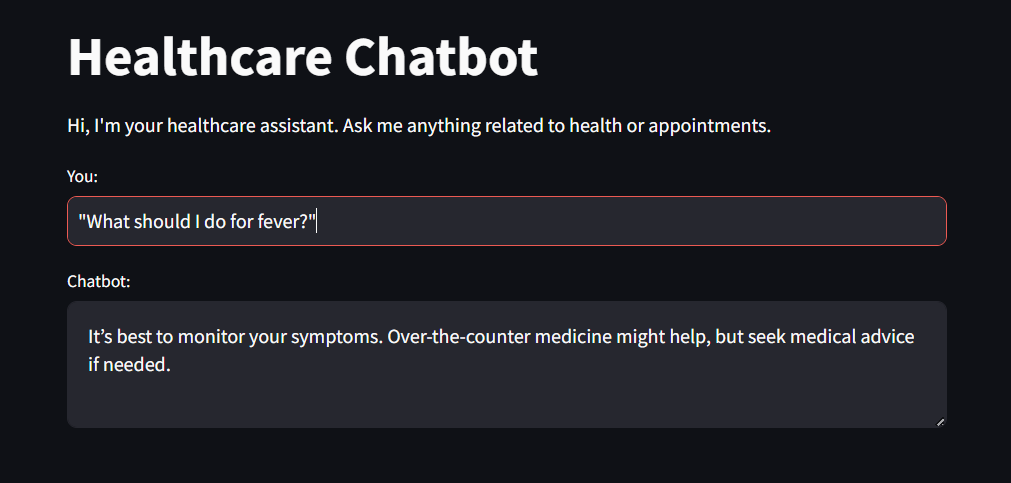 Healthcare Chatbot
Hi, I'm your healthcare assistant. Ask me anything related to health or appointments.
You:
"What should I do for fever?"
Chatbot:
It’s best to monitor your symptoms. Over-the-counter medicine might help, but seek medical advice
if needed.